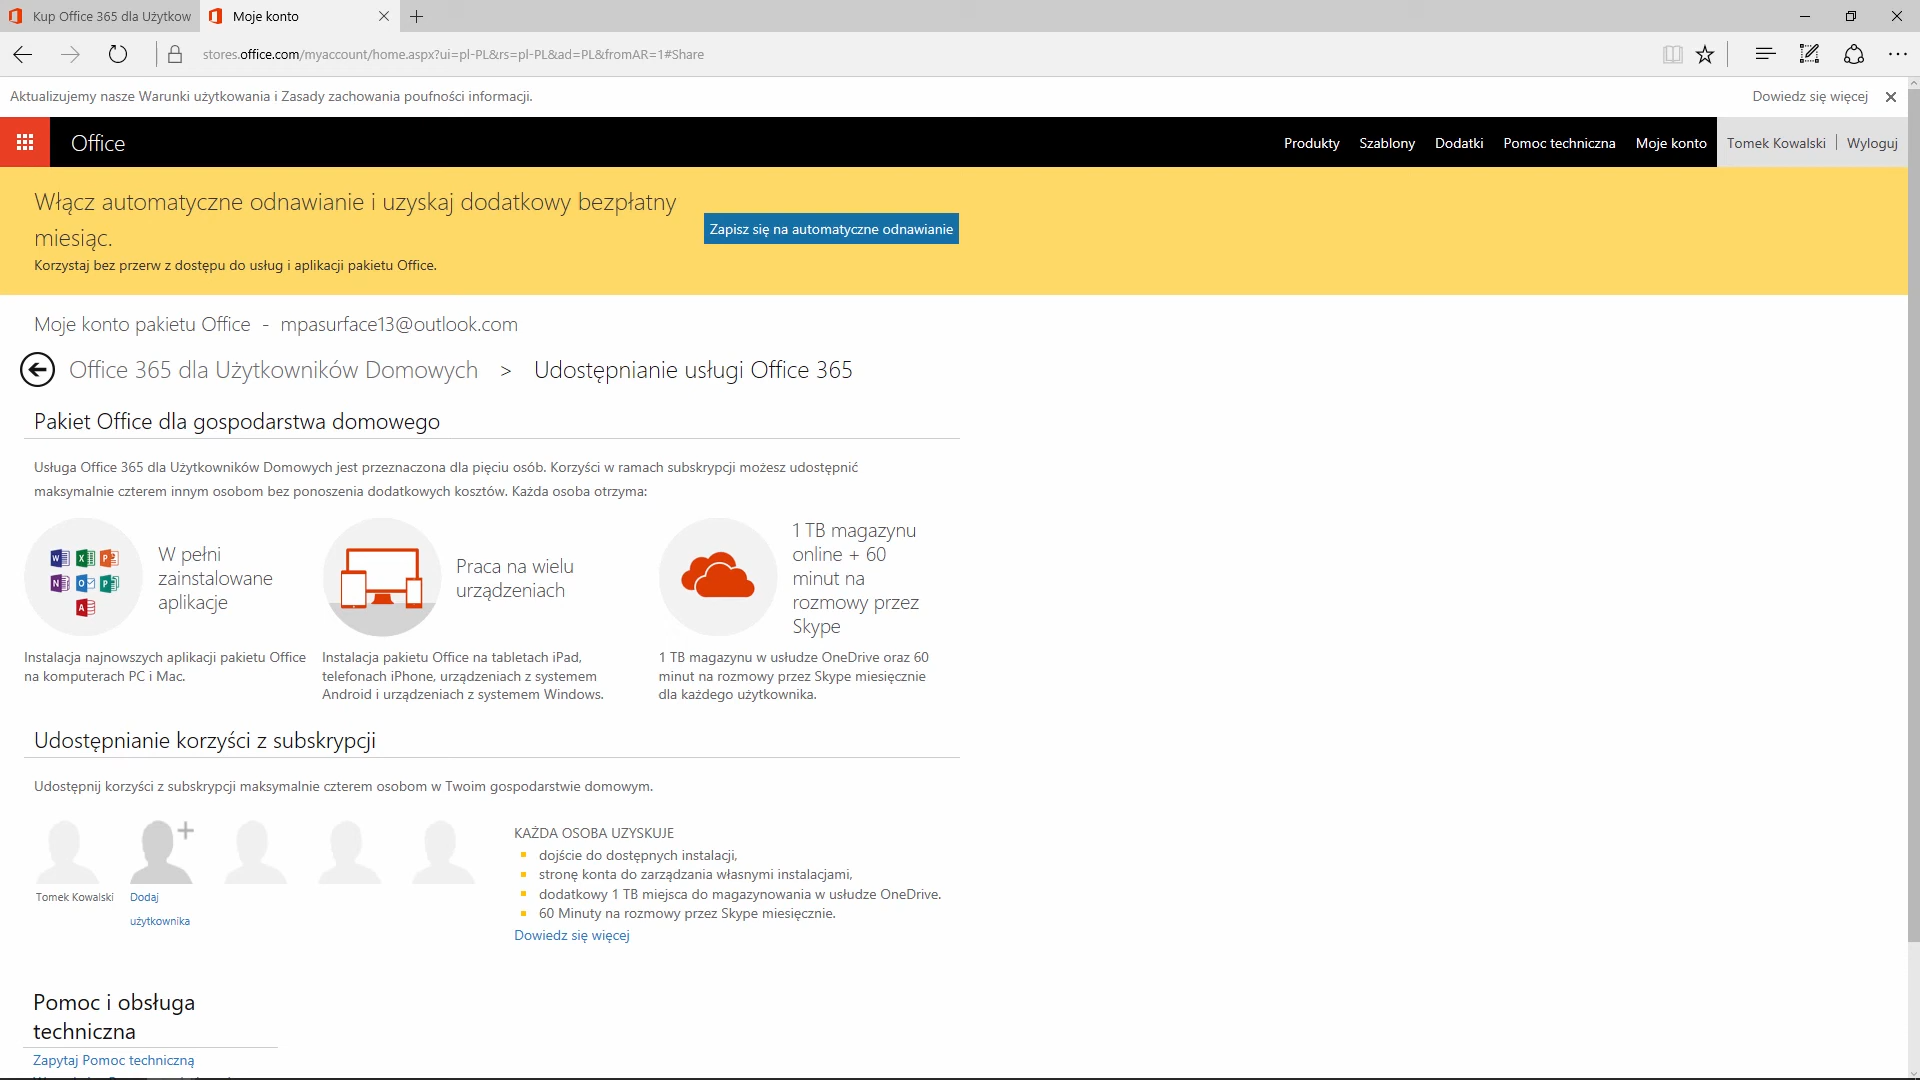 Kup Office 365 dla Użytkow
Moje konto
stores.office.com/myaccount/home.aspx?ui=pl-PL&rs=pl-PL&ad=PL&fromAR=1#Share
Aktualizujemy nasze Warunki użytkowania i Zasady zachowania poufności informacji.
Dowiedz się więcej
Office
Produkty
Szablony
Dodatki
Pomoc techniczna
Moje konto
Tomek Kowalski
Wyloguj
Włącz automatyczne odnawianie i uzyskaj dodatkowy bezpłatny
miesiąc.
Korzystaj bez przerw z dostępu do usług i aplikacji pakietu Office.
Zapisz się na automatyczne odnawianie
Moje konto pakietu Office - mpasurface13@outlook.com
Office 365 dla Użytkowników Domowych > Udostępnianie usługi Office 365
Pakiet Office dla gospodarstwa domowego
Usługa Office 365 dla Użytkowników Domowych jest przeznaczona dla pięciu osób. Korzyści w ramach subskrypcji możesz udostępnić
maksymalnie czterem innym osobom bez ponoszenia dodatkowych kosztów. Każda osoba otrzyma:
W pełni
zainstalowane
aplikacje
Instalacja najnowszych aplikacji pakietu Office
na komputerach PC i Mac.
Praca na wielu
urządzeniach
Instalacja pakietu Office na tabletach iPad,
telefonach iPhone, urządzeniach z systemem
Android i urządzeniach z systemem Windows.
1 TB magazynu
online + 60
minut na
rozmowy przez
Skype
1 TB magazynu w usłudze OneDrive oraz 60
minut na rozmowy przez Skype miesięcznie
dla każdego użytkownika.
Udostępnianie korzyści z subskrypcji
Udostępnij korzyści z subskrypcji maksymalnie czterem osobom w Twoim gospodarstwie domowym.
Tomek Kowalski
Dodaj
użytkownika
KAŻDA OSOBA UZYSKUJE
dojście do dostępnych instalacji,
stronę konta do zarządzania własnymi instalacjami,
dodatkowy 1 TB miejsca do magazynowania w usłudze OneDrive.
60 Minuty na rozmowy przez Skype miesięcznie.
Dowiedz się więcej
Pomoc i obsługa
techniczna
Zapytaj Pomoc techniczną